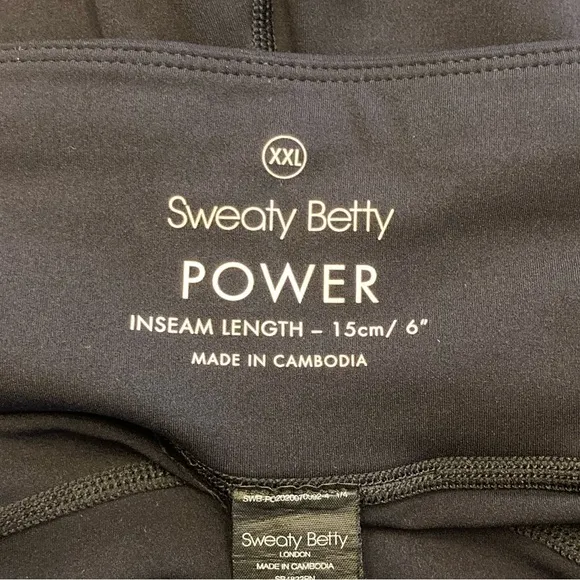 XXL
Sweaty Betty
POWER
INSEAM LENGTH – 15cm/ 6"
MADE IN CAMBODIA
Sweaty Betty
LONDON
MADE IN CAMBODIA